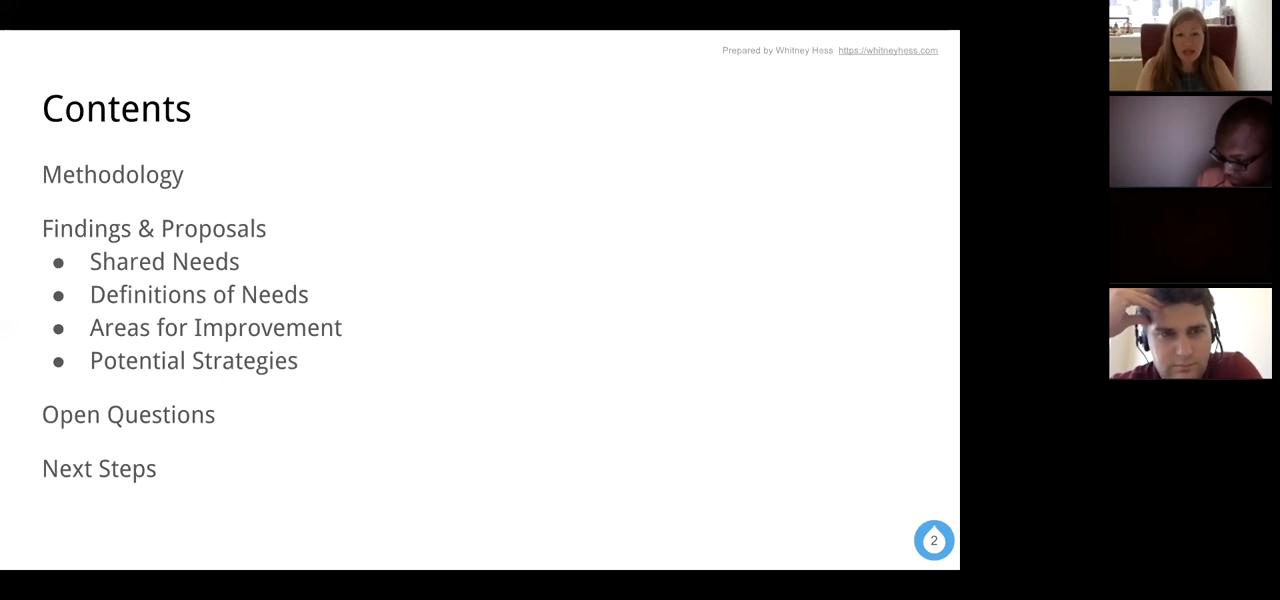 Prepared by Whitney Hess https://whitneyhess.com
Contents
Methodology
Findings & Proposals
● Shared Needs
● Definitions of Needs
● Areas for Improvement
● Potential Strategies
Open Questions
Next Steps
2